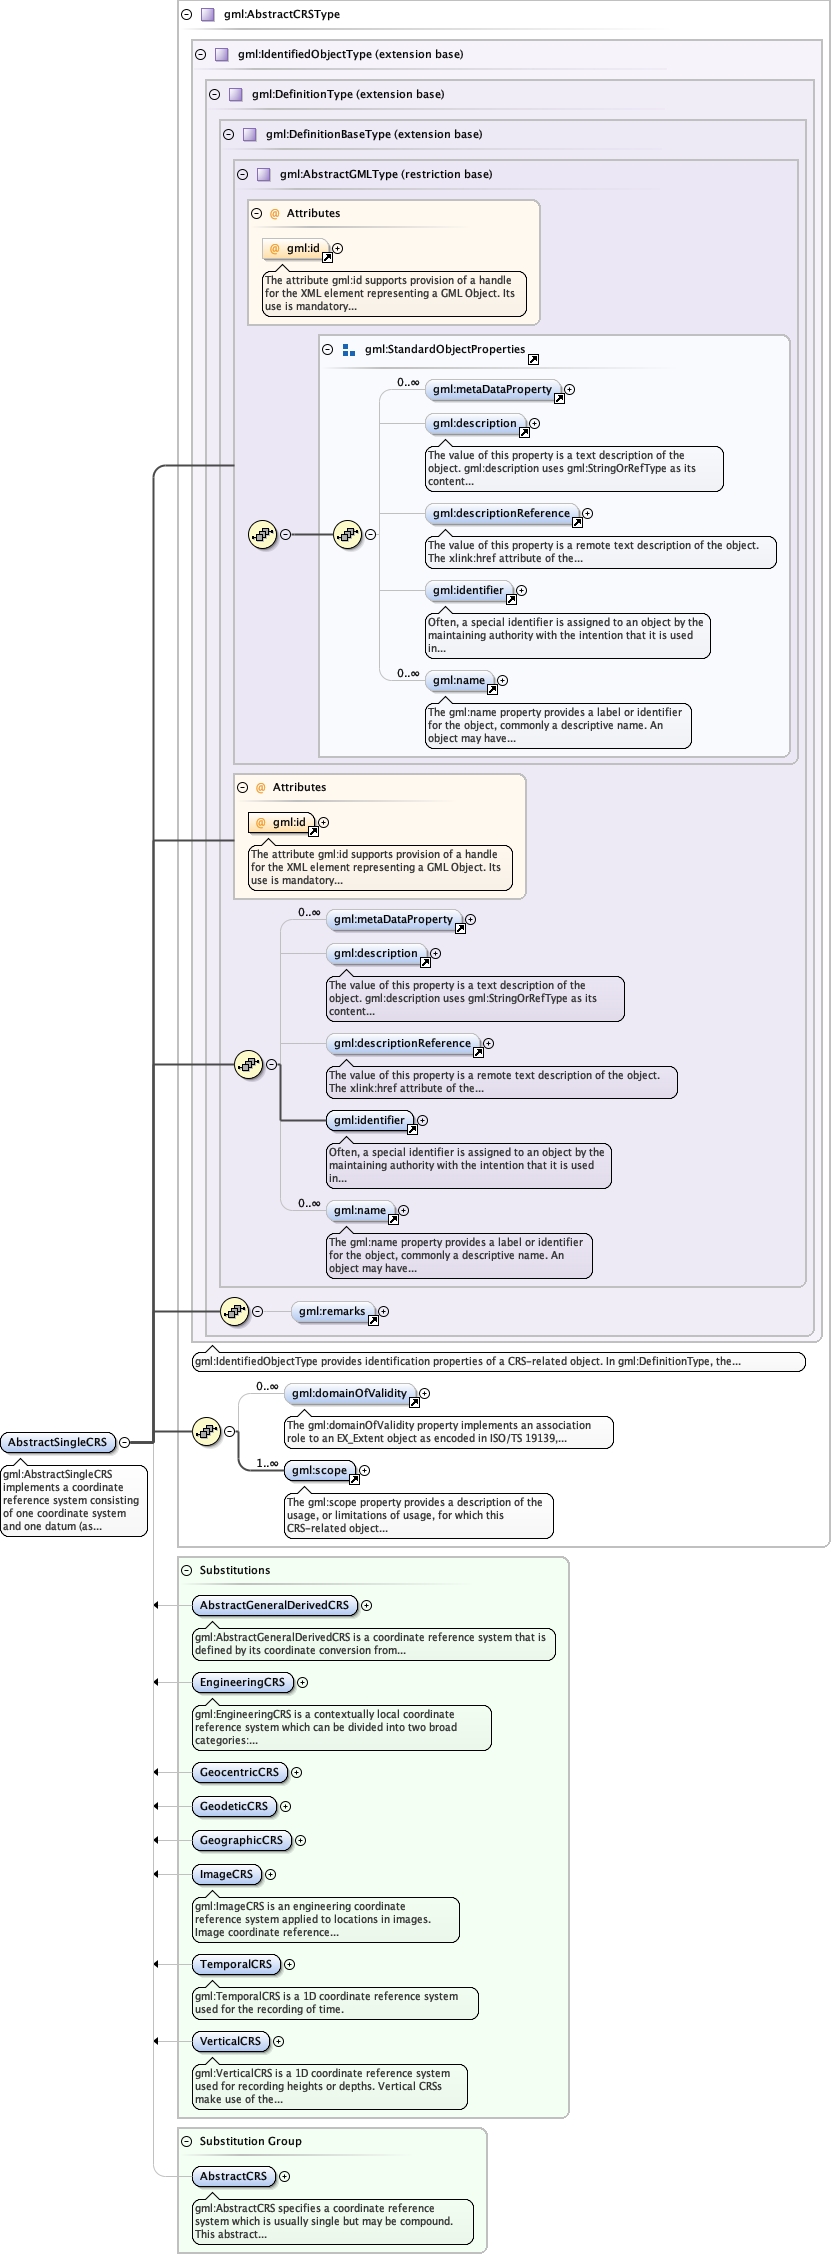 gml:AbstractCRSType
gml:IdentifiedObjectType (extension base)
gml:DefinitionType (extension base)
gml:DefinitionBaseType (extension base)
gml:AbstractGMLType (restriction base)
@ Attributes
@ gml:id
The attribute gml:id supports provision of a handle
for the XML element representing a GML Object. Its
use is mandatory...
gml:StandardObjectProperties
0..∞
gml:metaDataProperty
gml:description
The value of this property is a text description of the
object. gml:description uses gml:StringOrRefType as its
content...
gml:descriptionReference
The value of this property is a remote text description of the object.
The xlink:href attribute of the...
gml:identifier
Often, a special identifier is assigned to an object by the
maintaining authority with the intention that it is used
in...
0..∞
gml:name
The gml:name property provides a label or identifier
for the object, commonly a descriptive name. An
object may have...
@ Attributes
@ gml:id
The attribute gml:id supports provision of a handle
for the XML element representing a GML Object. Its
use is mandatory...
0..∞
gml:metaDataProperty
gml:description
The value of this property is a text description of the
object. gml:description uses gml:StringOrRefType as its
content...
gml:descriptionReference
The value of this property is a remote text description of the object.
The xlink:href attribute of the...
gml:identifier
Often, a special identifier is assigned to an object by the
maintaining authority with the intention that it is used
in...
0..∞
gml:name
The gml:name property provides a label or identifier
for the object, commonly a descriptive name. An
object may have...
gml:remarks
gml:IdentifiedObjectType provides identification properties of a CRS-related object. In gml:DefinitionType, the...
0..∞
gml:domainOfValidity
The gml:domainOfValidity property implements an association
role to an EX_Extent object as encoded in ISO/TS 19139,...
1..∞
gml:scope
The gml:scope property provides a description of the
usage, or limitations of usage, for which this
CRS-related object...
AbstractSingleCRS
gml:AbstractSingleCRS
implements a coordinate
reference system consisting
of one coordinate system
and one datum (as...
Substitutions
AbstractGeneralDerivedCRS
gml:AbstractGeneralDerivedCRS is a coordinate reference system that is
defined by its coordinate conversion from...
EngineeringCRS
gml:EngineeringCRS is a contextually local coordinate
reference system which can be divided into two broad
categories:...
GeocentricCRS
GeodeticCRS
GeographicCRS
ImageCRS
gml:ImageCRS is an engineering coordinate
reference system applied to locations in images.
Image coordinate reference...
TemporalCRS
gml:TemporalCRS is a 1D coordinate reference system
used for the recording of time.
VerticalCRS
gml:VerticalCRS is a 1D coordinate reference system
used for recording heights or depths. Vertical CRSs
make use of the...
Substitution Group
AbstractCRS
gml:AbstractCRS specifies a coordinate reference
system which is usually single but may be compound.
This abstract...